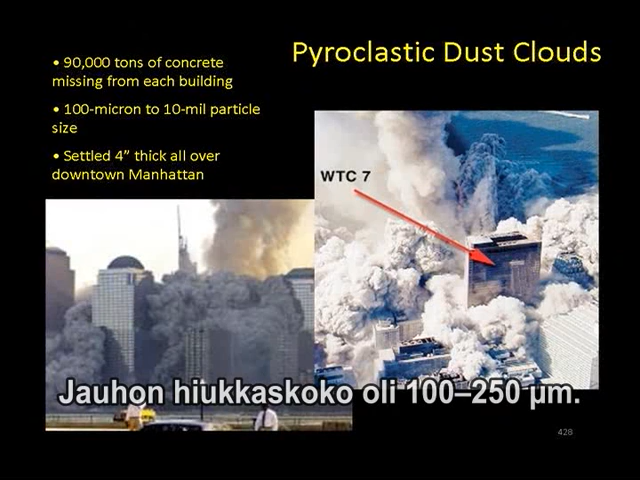 Pyroclastic Dust Clouds
• 90,000 tons of concrete
missing from each building
• 100-micron to 10-mil particle
size
• Settled 4” thick all over
downtown Manhattan
WTC 7
Jauhon hiukkaskoko oli 100–250 µm.
428